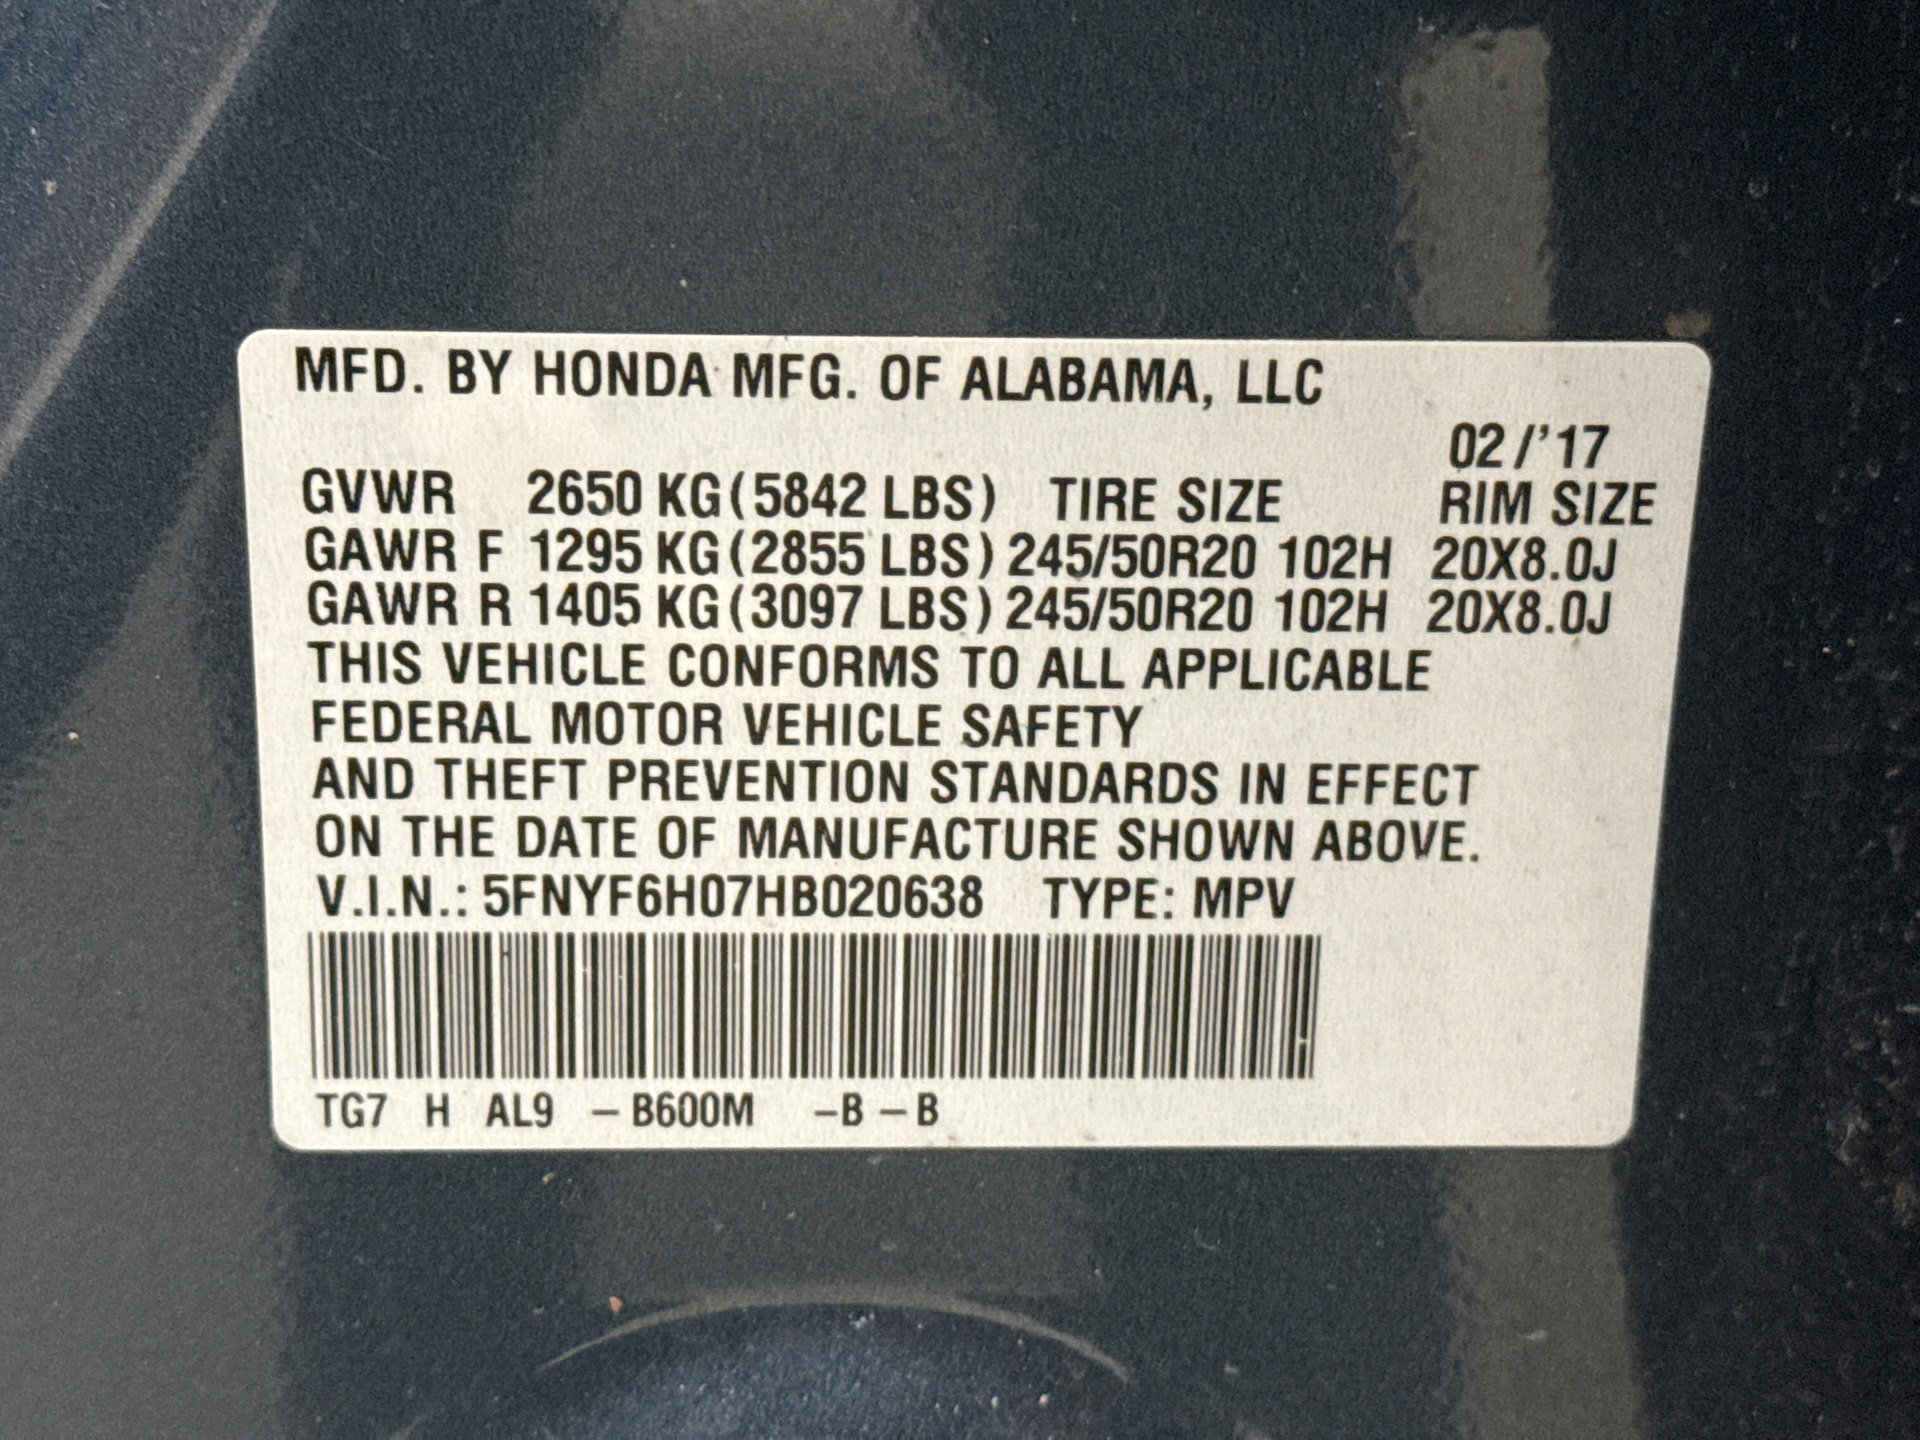 MFD. BY HONDA MFG. OF ALABAMA, LLC
02/'17
GVWR 2650 KG(5842 LBS) TIRE SIZE RIM SIZE
GAWR F 1295 KG(2855 LBS) 245/50R20 102H 20X8.0J
GAWR R 1405 KG(3097 LBS) 245/50R20 102H 20X8.0J
THIS VEHICLE CONFORMS TO ALL APPLICABLE
FEDERAL MOTOR VEHICLE SAFETY
AND THEFT PREVENTION STANDARDS IN EFFECT
ON THE DATE OF MANUFACTURE SHOWN ABOVE.
V.I.N.: 5FNYF6H07HB020638 TYPE: MPV
TG7 H AL9 -B600M -B-B